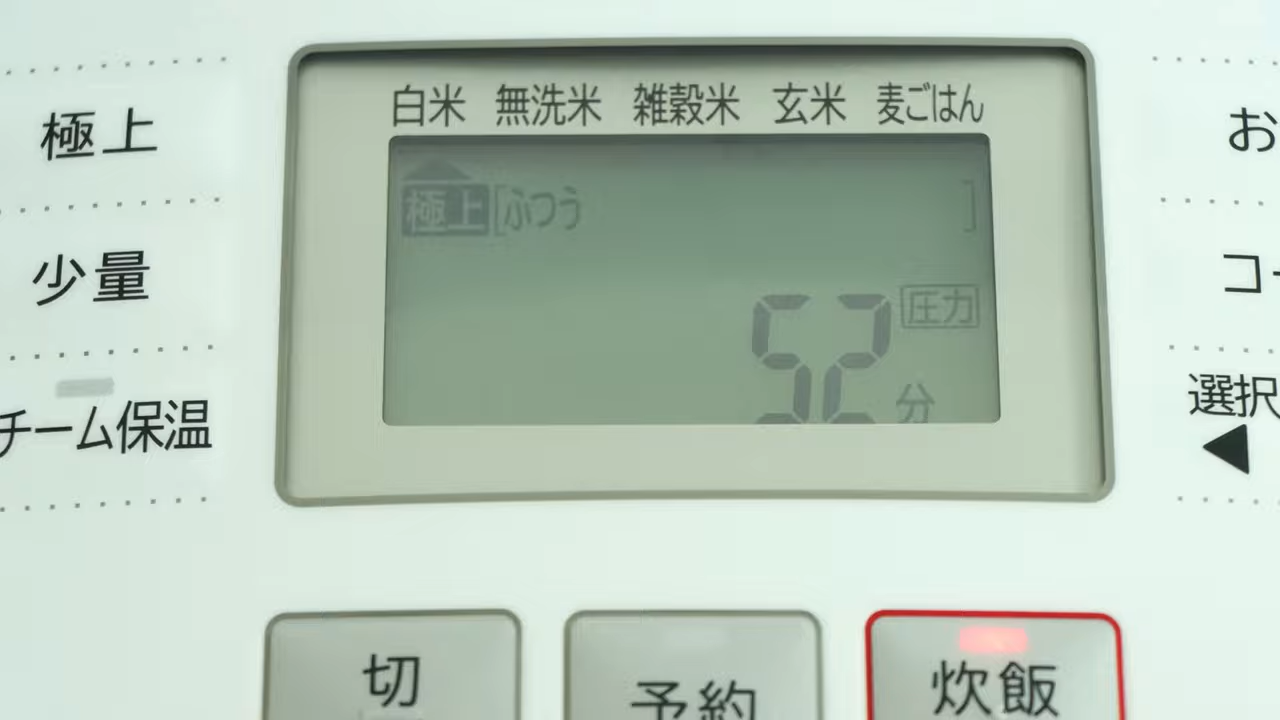 白米 無洗米 雑穀米 玄米 麦ごはん
極上 [ふつう ]
52分 圧力
極上
少量
チーム保温
お
コー
選択
◀
切
予約
炊飯